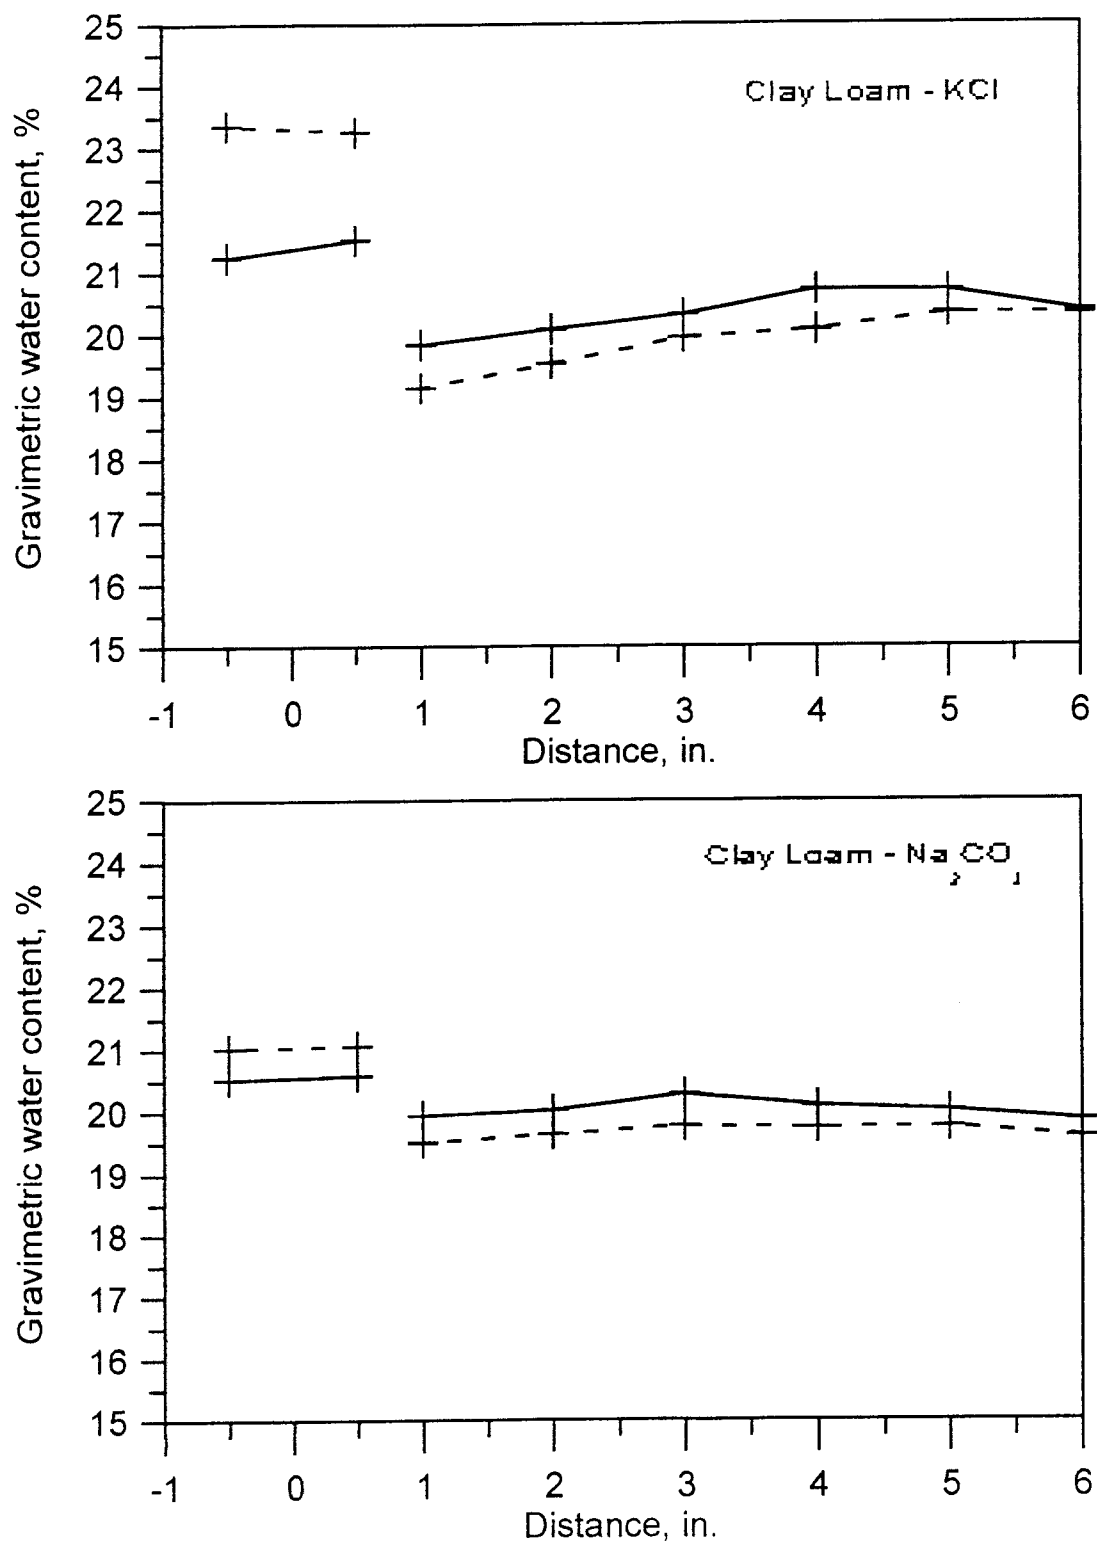 Clay Loam - KCl
Gravimetric water content, %
25
24
23
22
21
20
19
18
17
16
15
-1 0 1 2 3 4 5 6
Distance, in.
Clay Loam - Na CO
Gravimetric water content, %
25
24
23
22
21
20
19
18
17
16
15
-1 0 1 2 3 4 5 6
Distance, in.